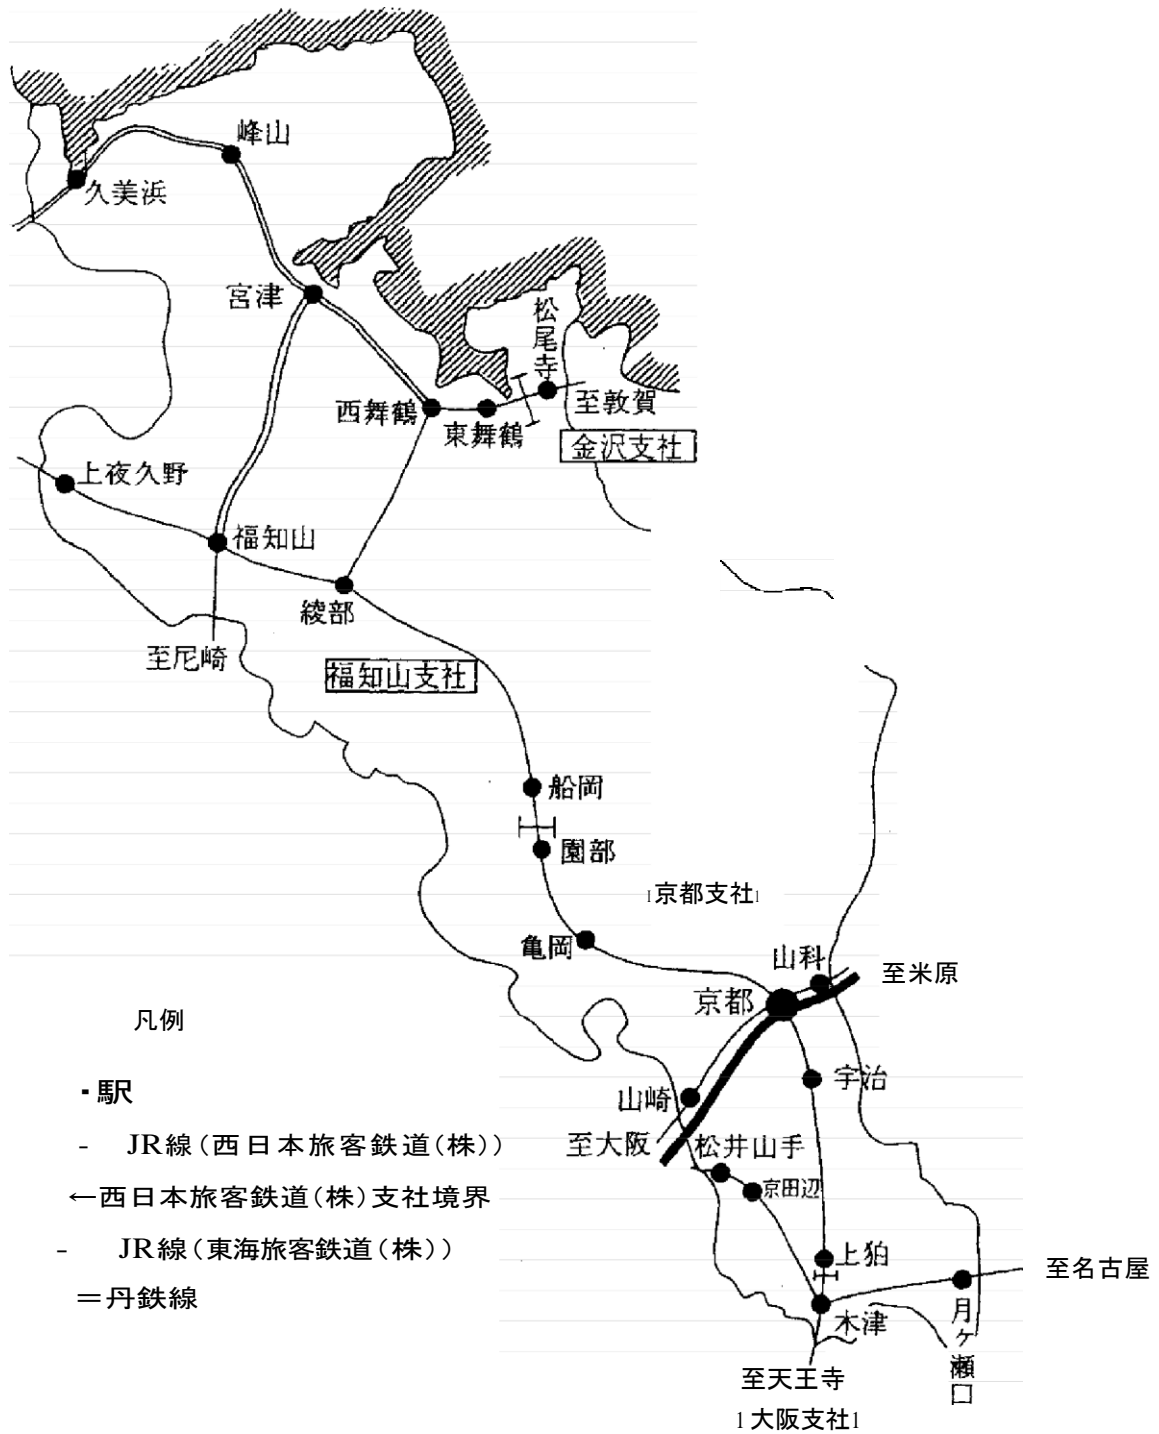 峰山
久美浜
宮津
松尾寺
至敦賀
西舞鶴
東舞鶴
金沢支社
上夜久野
福知山
綾部
至尼崎
福知山支社
船岡
園部
京都支社
亀岡
山科
至米原
京都
凡例
宇治
・駅
山崎
- JR線(西日本旅客鉄道(株))
至大阪
松井山手
←西日本旅客鉄道(株)支社境界
京田辺
- JR線(東海旅客鉄道(株))
上狛
至名古屋
=丹鉄線
木津
月ヶ瀬口
至天王寺
1大阪支社1